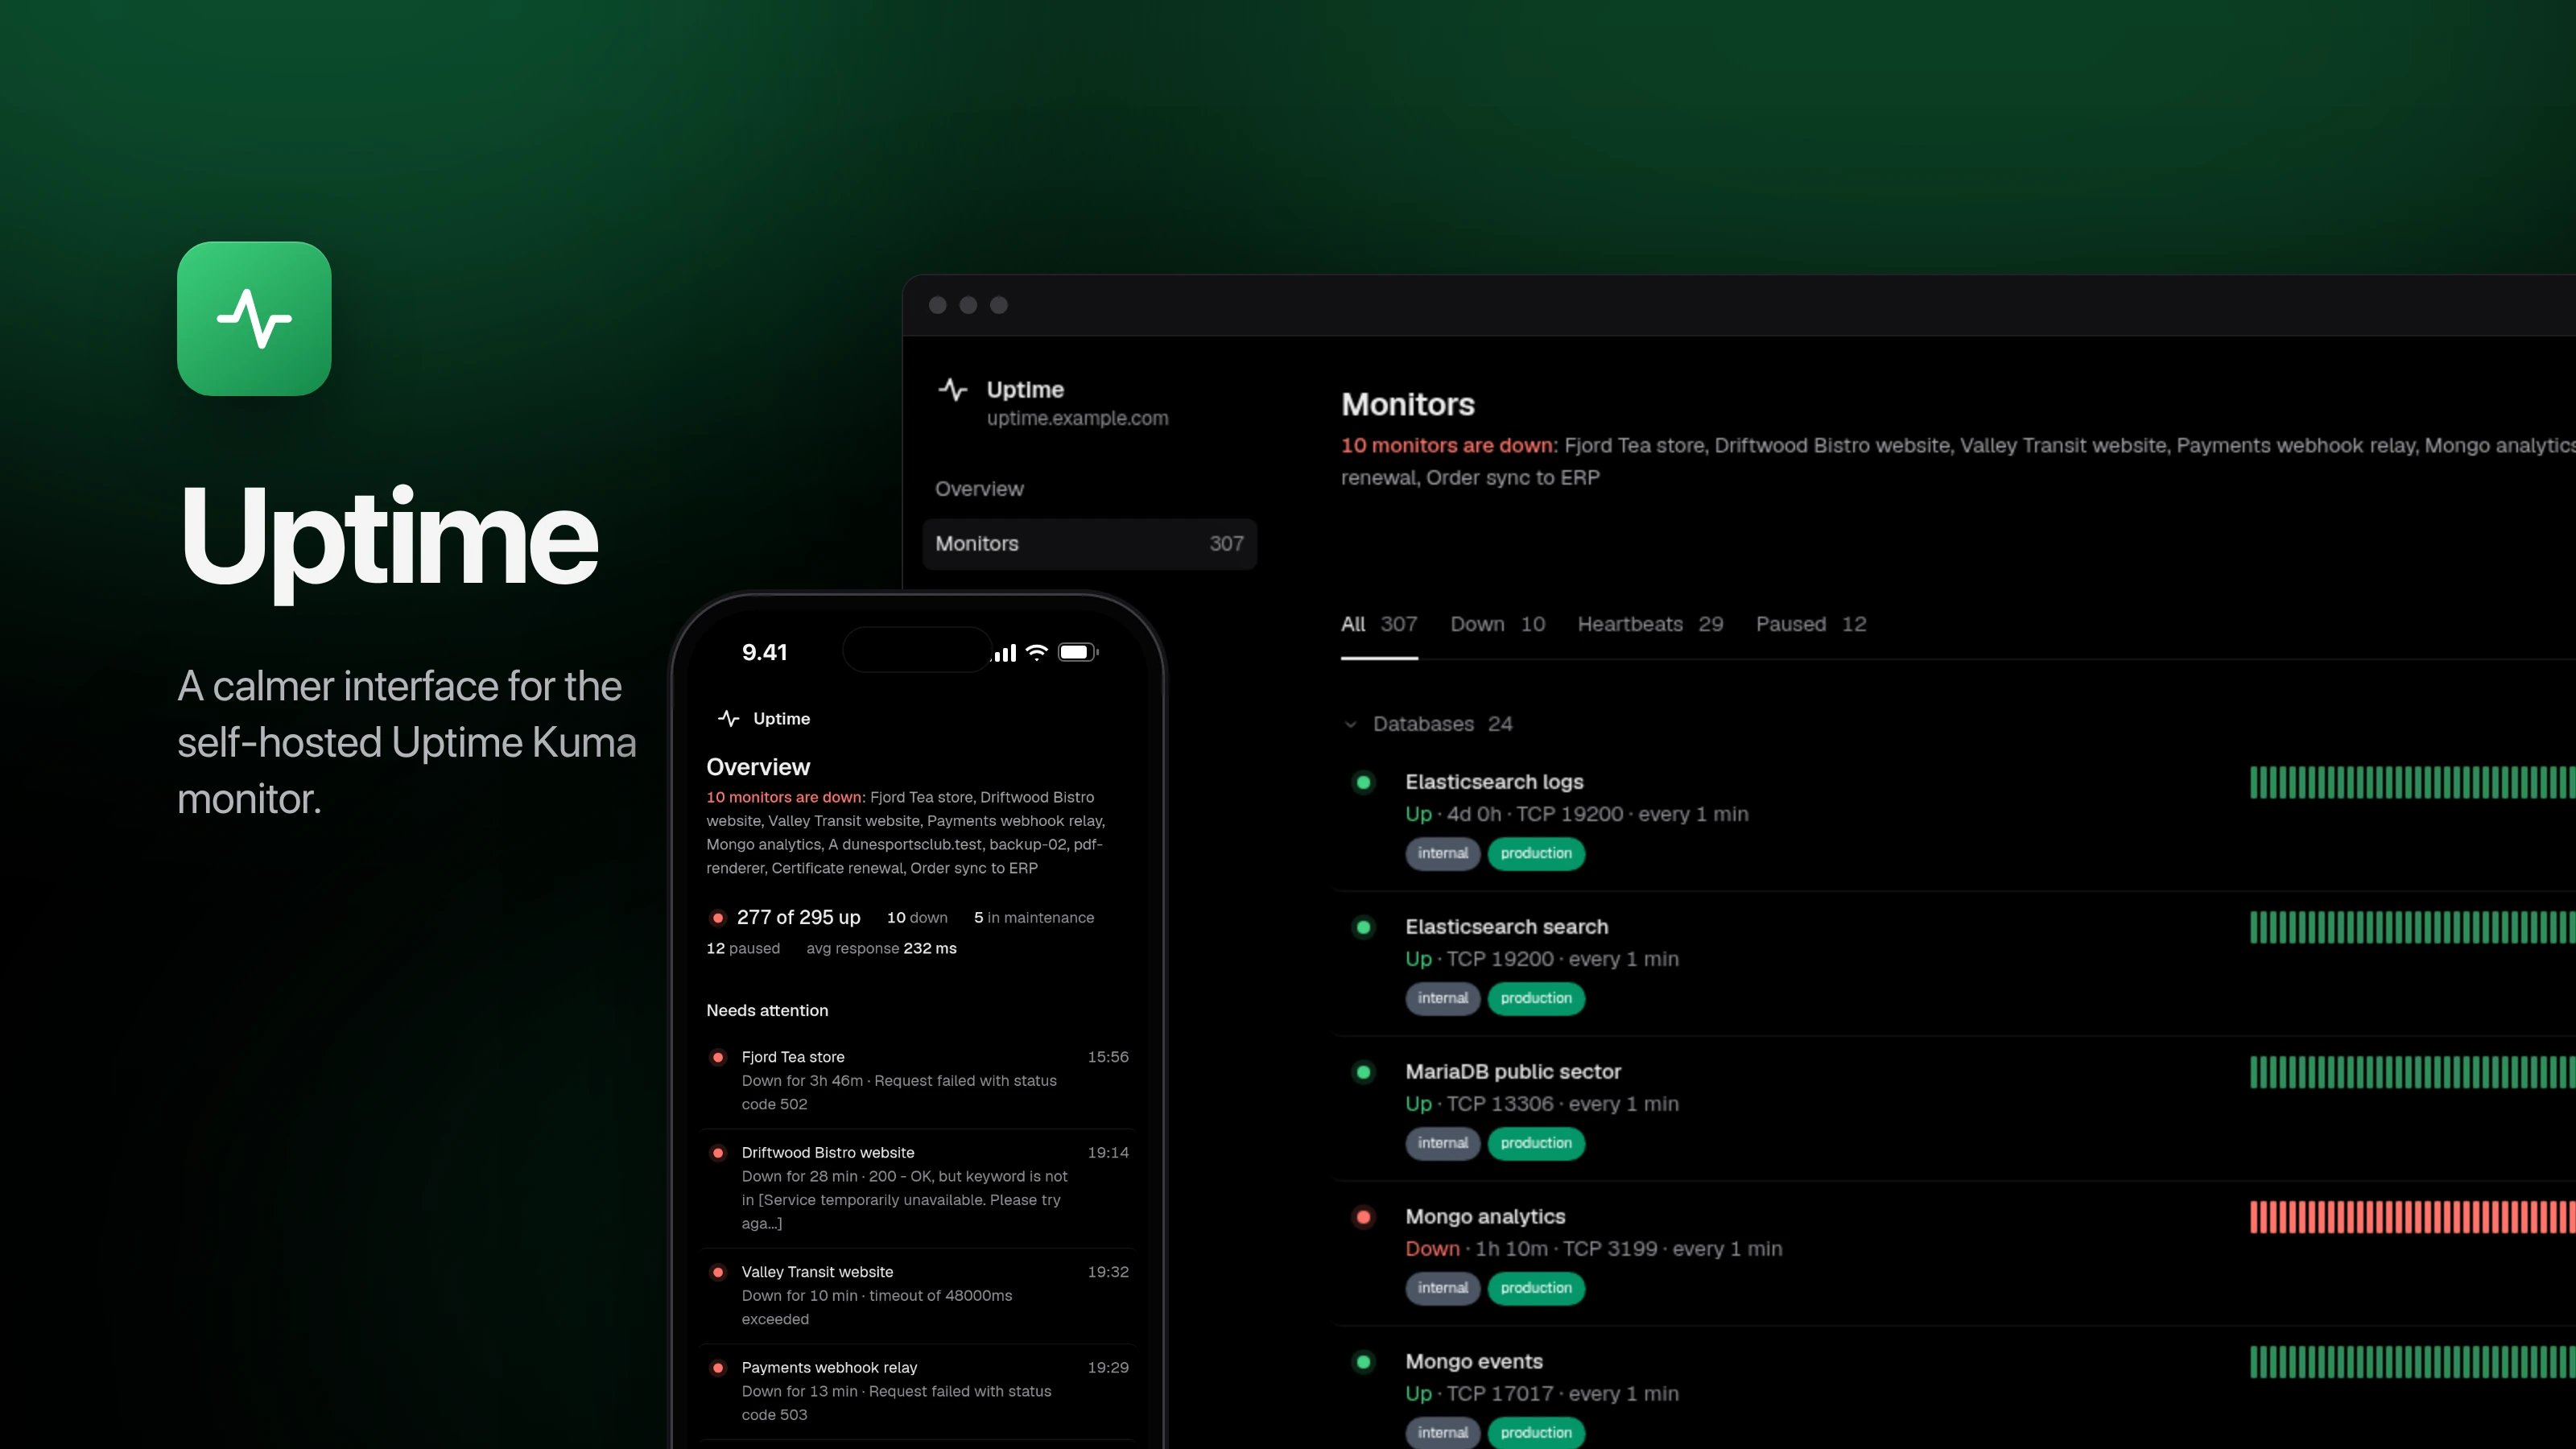 Uptime
A calmer interface for the
self-hosted Uptime Kuma
monitor.
Uptime
uptime.example.com
Overview
Monitors 307
Monitors
10 monitors are down: Fjord Tea store, Driftwood Bistro website, Valley Transit website, Payments webhook relay, Mongo analytics
renewal, Order sync to ERP
All 307 Down 10 Heartbeats 29 Paused 12
Databases 24
Elasticsearch logs
Up · 4d 0h · TCP 19200 · every 1 min
internal production
Elasticsearch search
Up · TCP 19200 · every 1 min
internal production
MariaDB public sector
Up · TCP 13306 · every 1 min
internal production
Mongo analytics
Down · 1h 10m · TCP 3199 · every 1 min
internal production
Mongo events
Up · TCP 17017 · every 1 min
internal production
9.41
Uptime
Overview
10 monitors are down: Fjord Tea store, Driftwood Bistro
website, Valley Transit website, Payments webhook relay,
Mongo analytics, A dunesportsclub.test, backup-02, pdf-
renderer, Certificate renewal, Order sync to ERP
277 of 295 up 10 down 5 in maintenance
12 paused avg response 232 ms
Needs attention
Fjord Tea store 15:56
Down for 3h 46m · Request failed with status
code 502
Driftwood Bistro website 19:14
Down for 28 min · 200 - OK, but keyword is not
in [Service temporarily unavailable. Please try
aga...]
Valley Transit website 19:32
Down for 10 min · timeout of 48000ms
exceeded
Payments webhook relay 19:29
Down for 13 min · Request failed with status
code 503